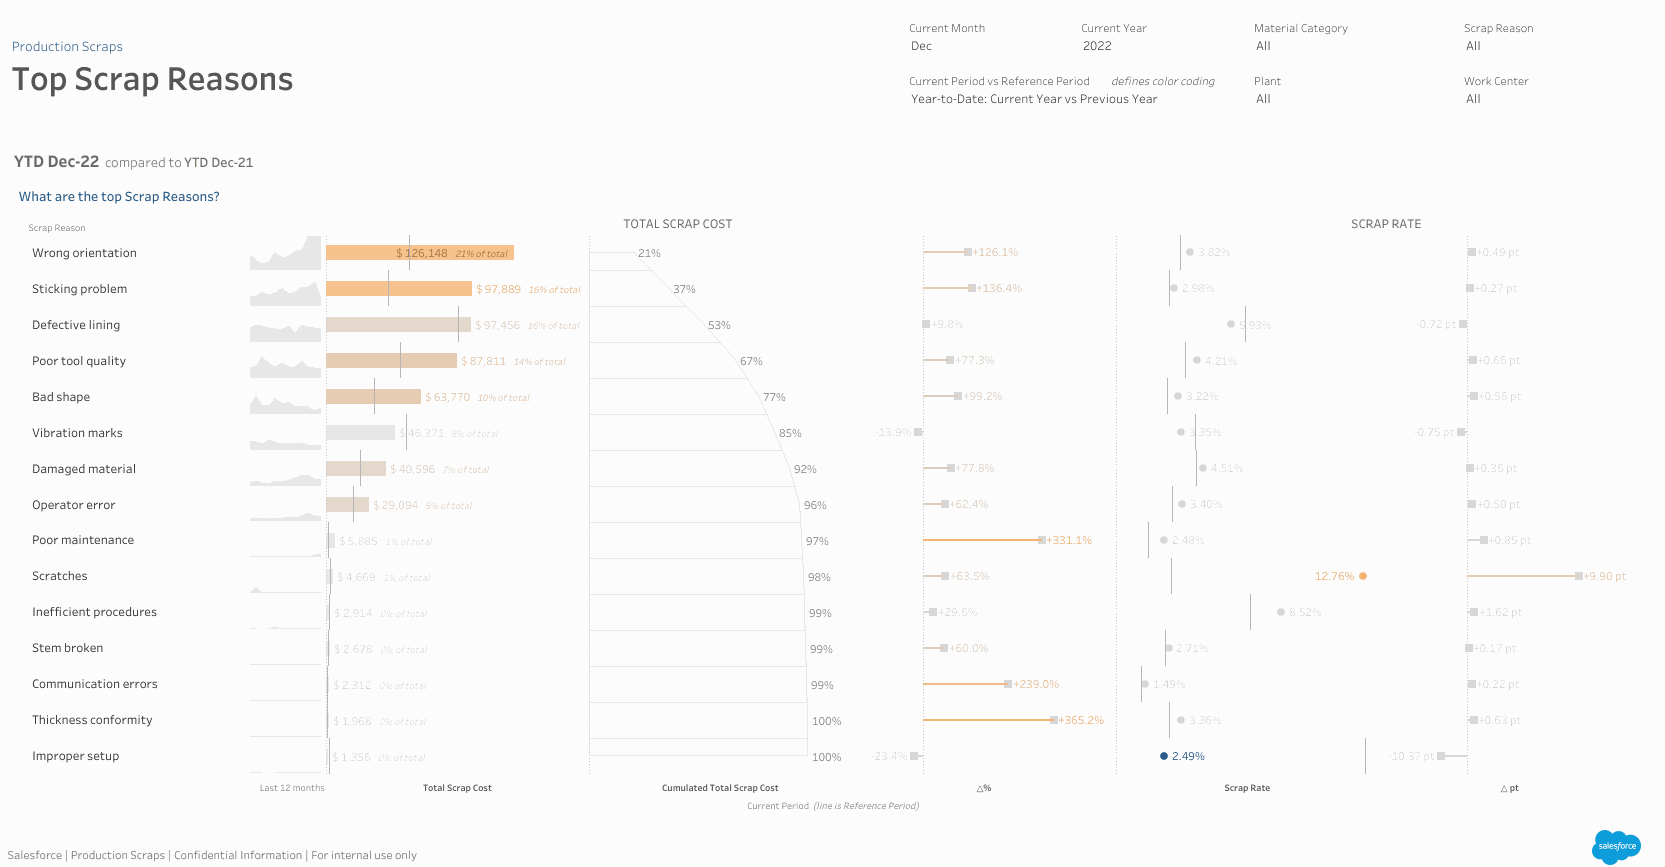 Production Scraps
Top Scrap Reasons
Current Month
Dec
Current Year
2022
Material Category
All
Scrap Reason
All
Current Period vs Reference Period defines color coding
Year-to-Date: Current Year vs Previous Year
Plant
All
Work Center
All
YTD Dec-22 compared to YTD Dec-21
What are the top Scrap Reasons?
TOTAL SCRAP COST
SCRAP RATE
Scrap Reason
Wrong orientation $ 126,148 21% of total 21% +126.1% 3.82% +0.49 pt
Sticking problem $ 97,889 16% of total 37% +136.4% 2.98% +0.27 pt
Defective lining $ 97,456 16% of total 53% +9.8% 5.93% -0.72 pt
Poor tool quality $ 87,811 14% of total 67% +77.3% 4.21% +0.66 pt
Bad shape $ 63,770 10% of total 77% +99.2% 3.22% +0.56 pt
Vibration marks $ 46,371 8% of total 85% -13.9% 3.35% -0.75 pt
Damaged material $ 40,596 7% of total 92% +77.8% 4.51% +0.36 pt
Operator error $ 29,094 5% of total 96% +62.4% 3.40% +0.50 pt
Poor maintenance $ 5,885 1% of total 97% +331.1% 2.48% +0.85 pt
Scratches $ 4,669 1% of total 98% +63.5% 12.76% +9.90 pt
Inefficient procedures $ 2,914 0% of total 99% +29.6% 8.52% +1.62 pt
Stem broken $ 2,678 0% of total 99% +60.0% 2.71% +0.17 pt
Communication errors $ 2,312 0% of total 99% +239.0% 1.49% +0.22 pt
Thickness conformity $ 1,968 0% of total 100% +365.2% 3.36% +0.63 pt
Improper setup $ 1,356 0% of total 100% -23.4% 2.49% -10.37 pt
Last 12 months Total Scrap Cost Cumulated Total Scrap Cost △% Scrap Rate △ pt
Current Period (line is Reference Period)
Salesforce | Production Scraps | Confidential Information | For internal use only
salesforce